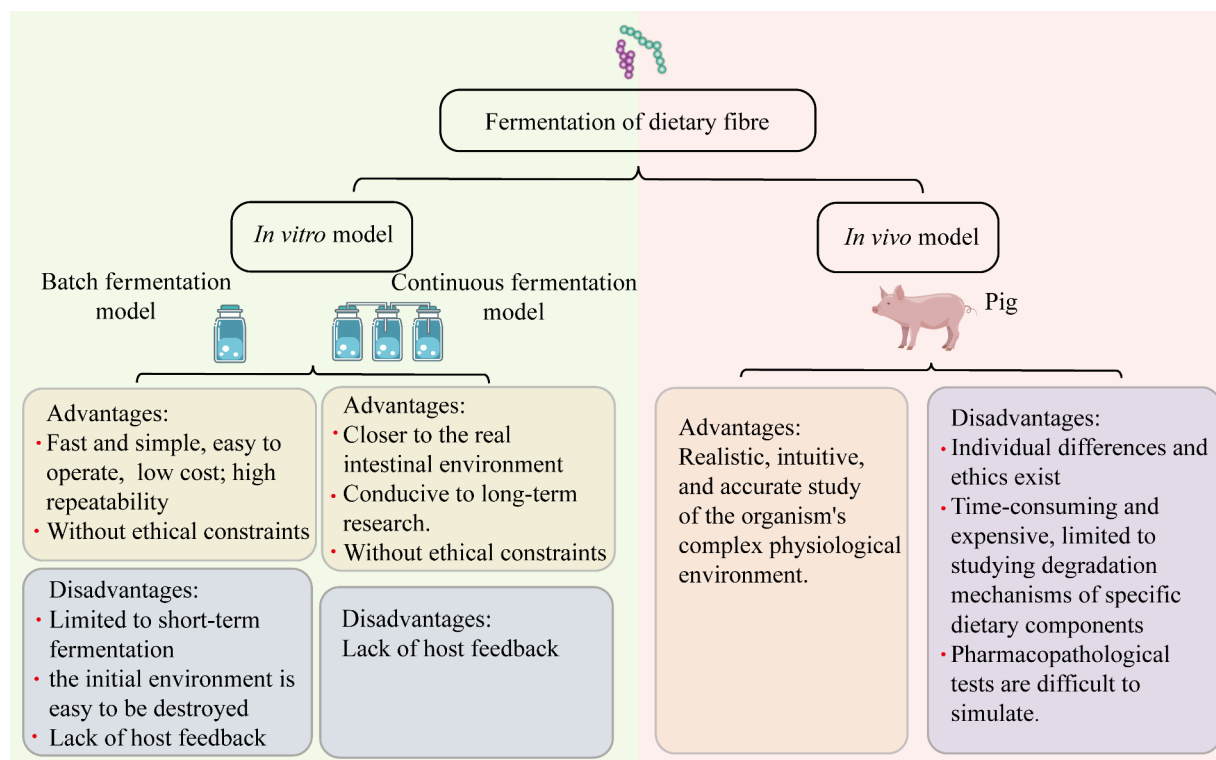 Fermentation of dietary fibre
In vitro model
In vivo model
Batch fermentation
model
Continuous fermentation
model
Pig
Advantages:
• Fast and simple, easy to
operate, low cost; high
repeatability
• Without ethical constraints
Disadvantages:
• Limited to short-term
fermentation
• the initial environment is
easy to be destroyed
• Lack of host feedback
Advantages:
• Closer to the real
intestinal environment
• Conducive to long-term
research.
• Without ethical constraints
Disadvantages:
Lack of host feedback
Advantages:
Realistic, intuitive,
and accurate study
of the organism's
complex physiological
environment.
Disadvantages:
• Individual differences and
ethics exist
• Time-consuming and
expensive, limited to
studying degradation
mechanisms of specific
dietary components
• Pharmacopathological
tests are difficult to
simulate.